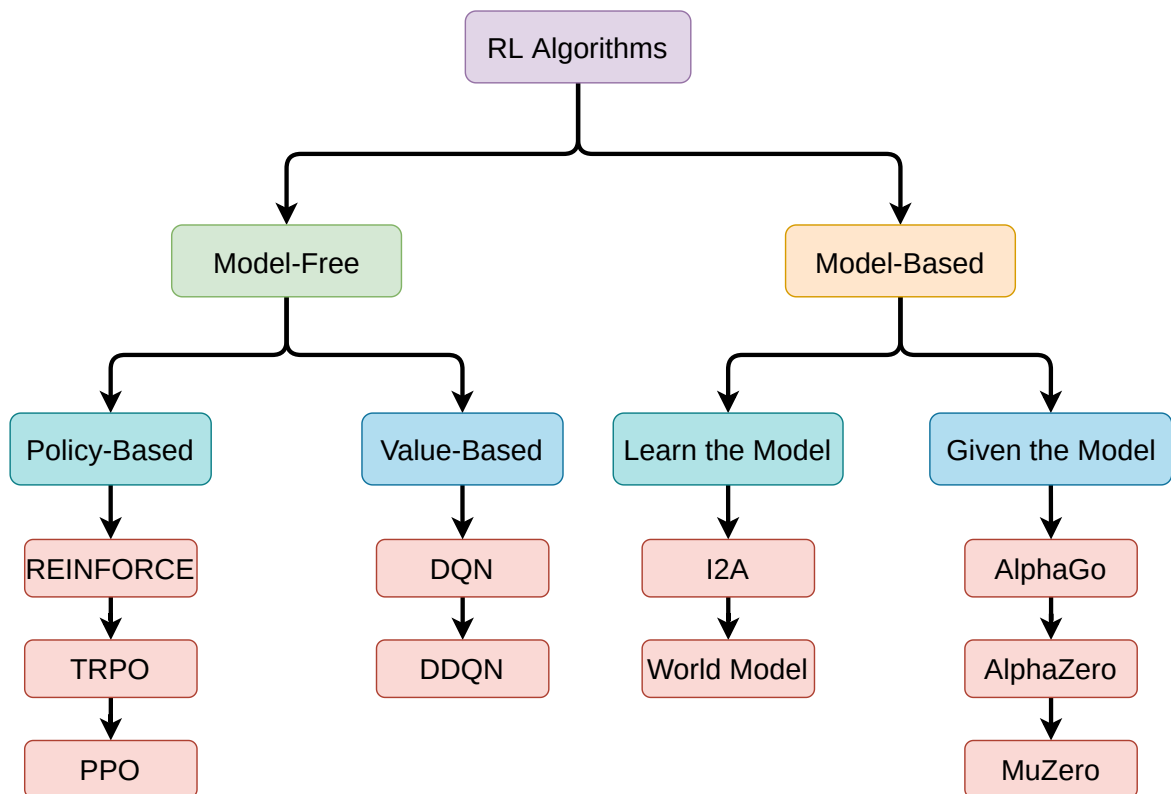 RL Algorithms
Model-Free
Model-Based
Policy-Based
Value-Based
Learn the Model
Given the Model
REINFORCE
DQN
I2A
AlphaGo
TRPO
DDQN
World Model
AlphaZero
PPO
MuZero